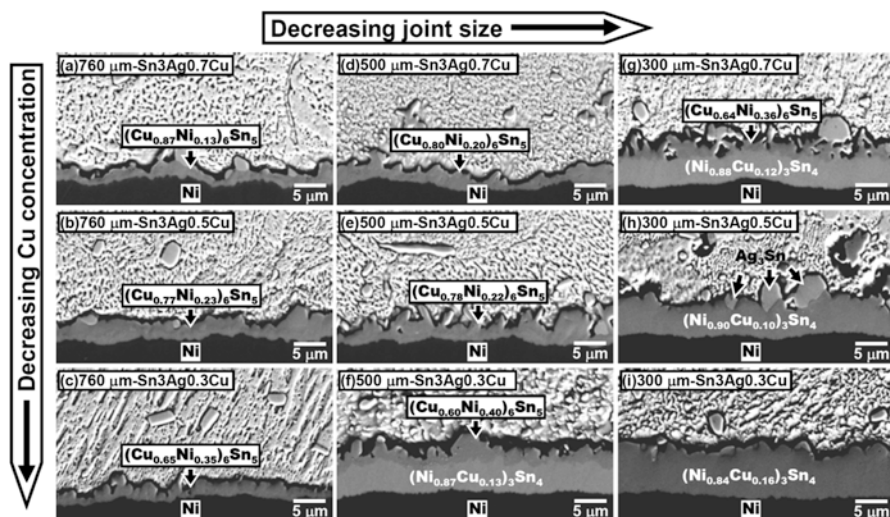 Decreasing joint size
Decreasing Cu concentration
(a)760 μm-Sn3Ag0.7Cu
(Cu0.87Ni0.13)6Sn5
Ni
5 μm
(d)500 μm-Sn3Ag0.7Cu
(Cu0.80Ni0.20)6Sn5
Ni
5 μm
(g)300 μm-Sn3Ag0.7Cu
(Cu0.64Ni0.36)6Sn5
(Ni0.88Cu0.12)3Sn4
Ni
5 μm
(b)760 μm-Sn3Ag0.5Cu
(Cu0.77Ni0.23)6Sn5
Ni
5 μm
(e)500 μm-Sn3Ag0.5Cu
(Cu0.78Ni0.22)6Sn5
Ni
5 μm
(h)300 μm-Sn3Ag0.5Cu
Ag3Sn
(Ni0.90Cu0.10)3Sn4
Ni
5 μm
(c)760 μm-Sn3Ag0.3Cu
(Cu0.65Ni0.35)6Sn5
Ni
5 μm
(f)500 μm-Sn3Ag0.3Cu
(Cu0.60Ni0.40)6Sn5
(Ni0.87Cu0.13)3Sn4
Ni
5 μm
(i)300 μm-Sn3Ag0.3Cu
(Ni0.84Cu0.16)3Sn4
Ni
5 μm